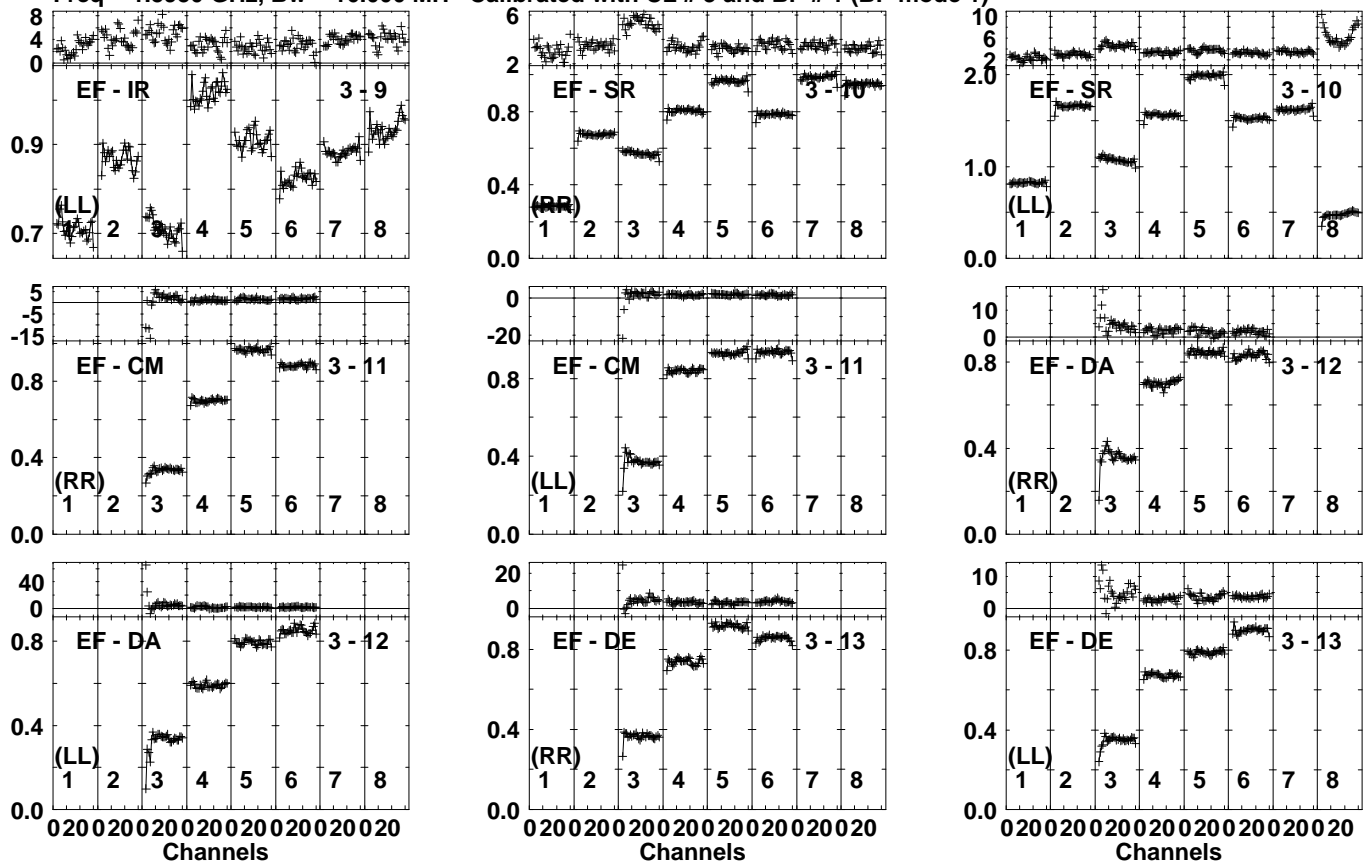 8
4
0
EF - IR 3 - 9
0.9
(LL)
0.7
1 2 3 4 5 6 7 8
6
2
EF - SR 3 - 10
0.8
0.4
(RR)
1 2 3 4 5 6 7 8
0.0
10
6
2
2.0
EF - SR 3 - 10
1.0
(LL)
1 2 3 4 5 6 7 8
0.0
5
-5
-15
EF - CM 3 - 11
0.8
0.4
(RR)
1 2 3 4 5 6 7 8
0.0
0
-20
EF - CM 3 - 11
0.8
0.4
(LL)
1 2 3 4 5 6 7 8
0.0
10
0
EF - DA 3 - 12
0.8
0.4
(RR)
1 2 3 4 5 6 7 8
0.0
40
0
EF - DA 3 - 12
0.8
0.4
(LL)
1 2 3 4 5 6 7 8
0.0
0 20 0 20 0 20 0 20 0 20 0 20 0 20 0 20
Channels
20
0
EF - DE 3 - 13
0.8
0.4
(RR)
1 2 3 4 5 6 7 8
0.0
0 20 0 20 0 20 0 20 0 20 0 20 0 20 0 20
Channels
10
0
EF - DE 3 - 13
0.8
0.4
(LL)
1 2 3 4 5 6 7 8
0.0
0 20 0 20 0 20 0 20 0 20 0 20 0 20 0 20
Channels